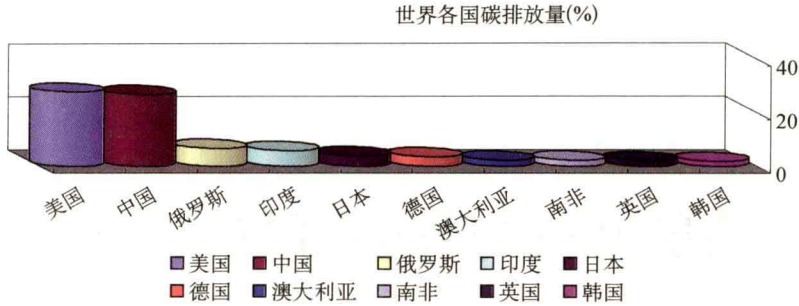 世界各国碳排放量(%)
40
20
0
美国 中国 俄罗斯 印度 日本 德国 澳大利亚 南非 英国 韩国
美国 中国 俄罗斯 印度 日本
德国 澳大利亚 南非 英国 韩国